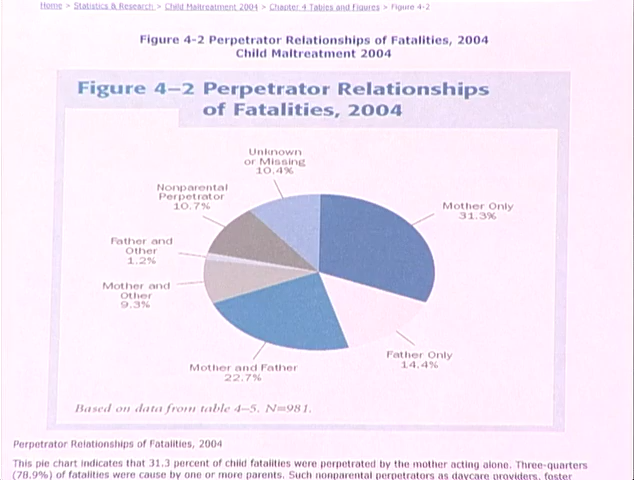 Home > Statistics & Research > Child Maltreatment 2004 > Chapter 4 Tables and Figures > Figure 4-2
Figure 4-2 Perpetrator Relationships of Fatalities, 2004
Child Maltreatment 2004
Figure 4–2 Perpetrator Relationships
of Fatalities, 2004
Unknown
or Missing
10.4%
Nonparental
Perpetrator
10.7%
Mother Only
31.3%
Father and
Other
1.2%
Mother and
Other
9.3%
Father Only
14.4%
Mother and Father
22.7%
Based on data from table 4–5. N=981.
Perpetrator Relationships of Fatalities, 2004
This pie chart indicates that 31.3 percent of child fatalities were perpetrated by the mother acting alone. Three-quarters
(78.9%) of fatalities were cause by one or more parents. Such nonparental perpetrators as daycare providers, foster